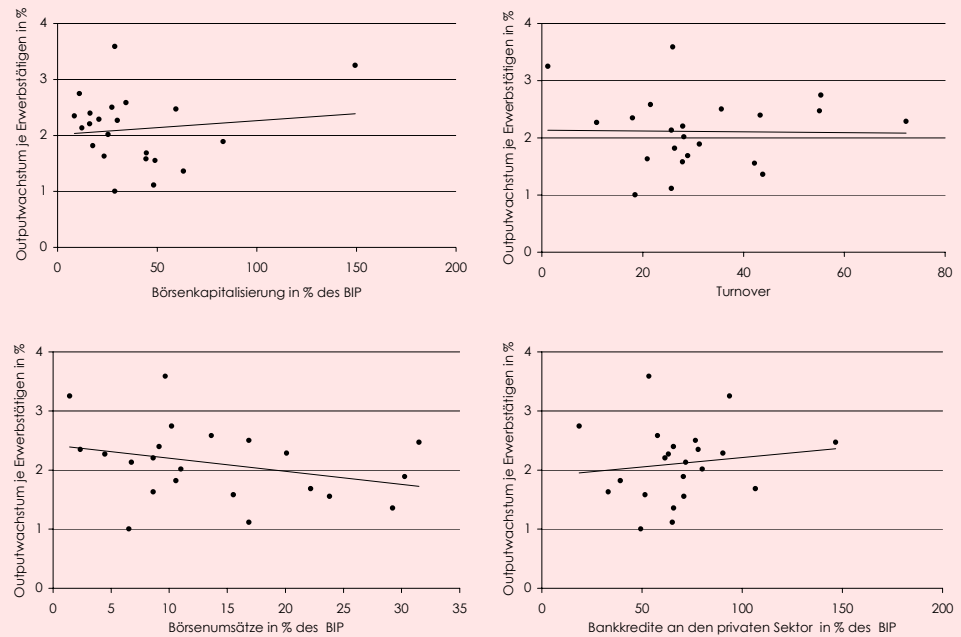 Outputwachstum je Erwerbstätigen in %
4
3
2
1
0
0 50 100 150 200
Börsenkapitalisierung in % des BIP
Outputwachstum je Erwerbstätigen in %
4
3
2
1
0
0 20 40 60 80
Turnover
Outputwachstum je Erwerbstätigen in %
4
3
2
1
0
0 5 10 15 20 25 30 35
Börsenumsätze in % des BIP
Outputwachstum je Erwerbstätigen in %
4
3
2
1
0
0 50 100 150 200
Bankkredite an den privaten Sektor in % des BIP